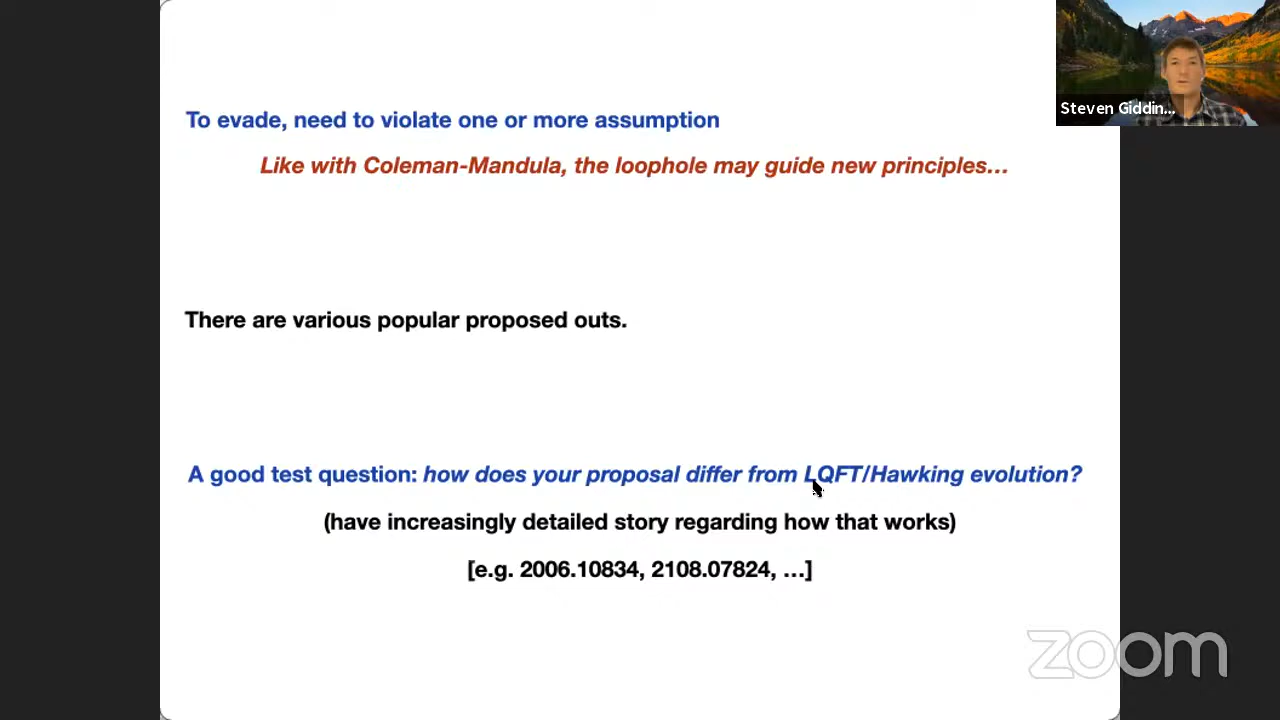 To evade, need to violate one or more assumption
Like with Coleman-Mandula, the loophole may guide new principles…
There are various popular proposed outs.
A good test question: how does your proposal differ from LQFT/Hawking evolution?
(have increasingly detailed story regarding how that works)
[e.g. 2006.10834, 2108.07824, …]
Steven Giddin...
zoom